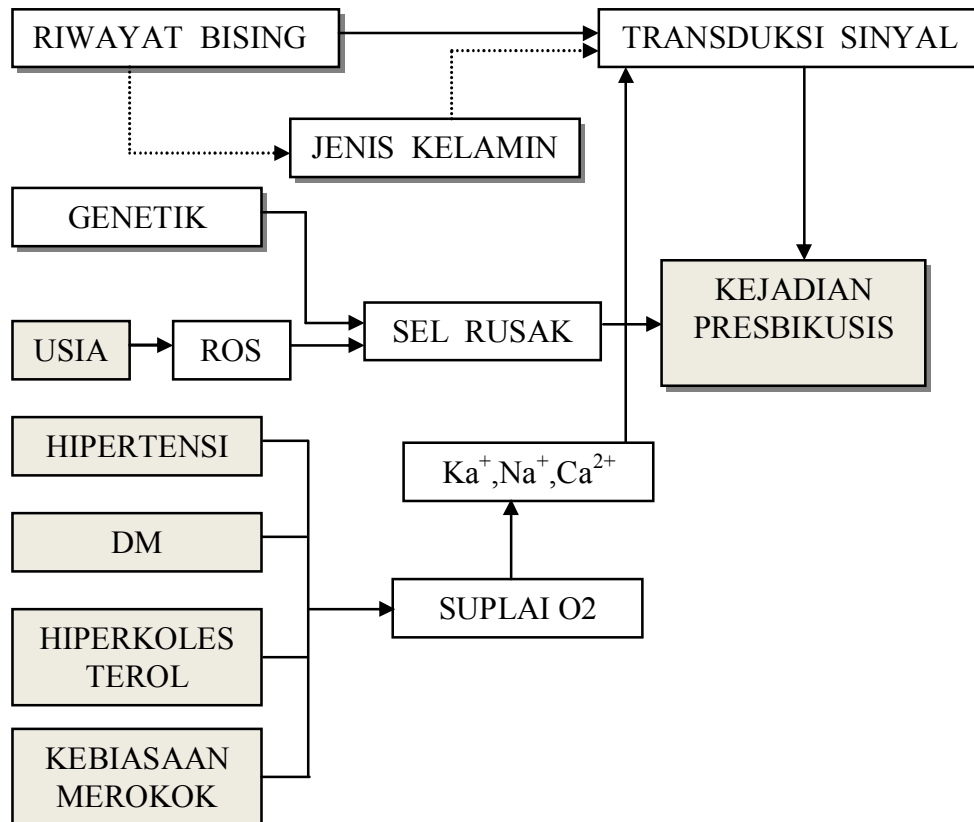 RIWAYAT BISING
TRANSDUKSI SINYAL
JENIS KELAMIN
GENETIK
KEJADIAN
PRESBIKUSIS
USIA
ROS
SEL RUSAK
HIPERTENSI
Ka⁺,Na⁺,Ca²⁺
DM
SUPLAI O2
HIPERKOLES
TEROL
KEBIASAAN
MEROKOK